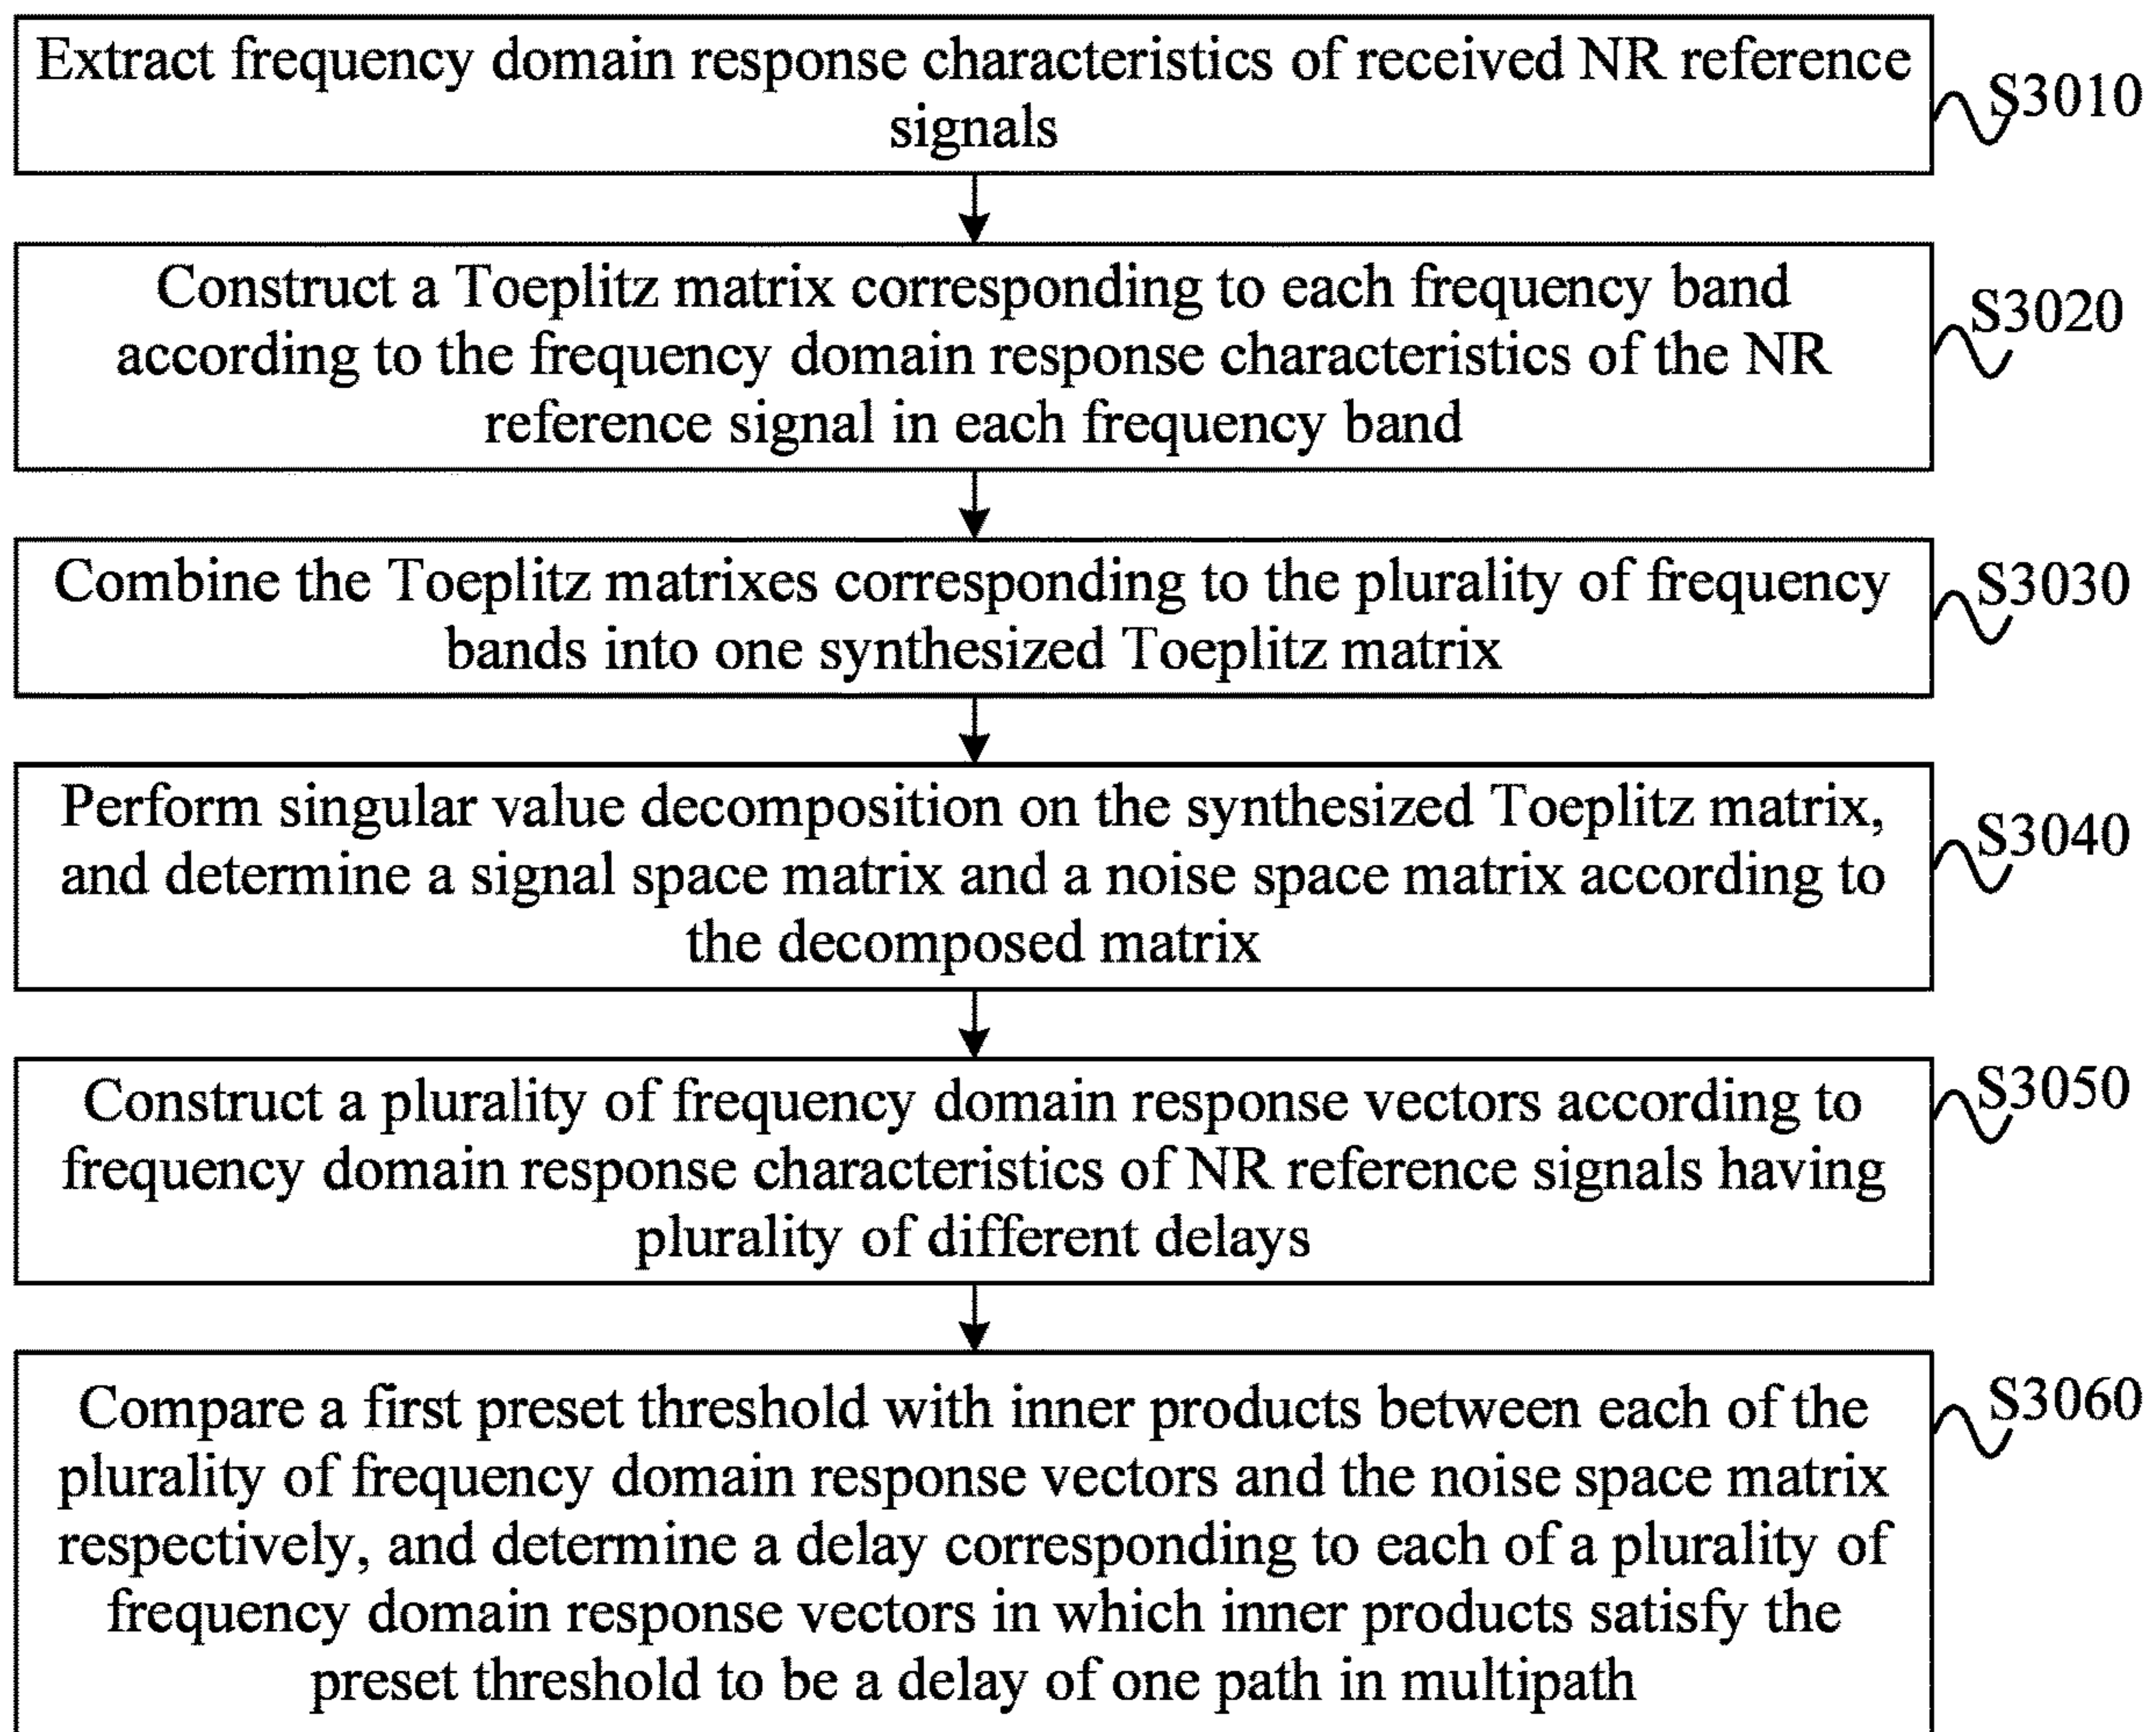 Extract frequency domain response characteristics of received NR reference
signals
S3010
Construct a Toeplitz matrix corresponding to each frequency band
according to the frequency domain response characteristics of the NR
reference signal in each frequency band
S3020
Combine the Toeplitz matrixes corresponding to the plurality of frequency
bands into one synthesized Toeplitz matrix
S3030
Perform singular value decomposition on the synthesized Toeplitz matrix,
and determine a signal space matrix and a noise space matrix according to
the decomposed matrix
S3040
Construct a plurality of frequency domain response vectors according to
frequency domain response characteristics of NR reference signals having
plurality of different delays
S3050
Compare a first preset threshold with inner products between each of the
plurality of frequency domain response vectors and the noise space matrix
respectively, and determine a delay corresponding to each of a plurality of
frequency domain response vectors in which inner products satisfy the
preset threshold to be a delay of one path in multipath
S3060